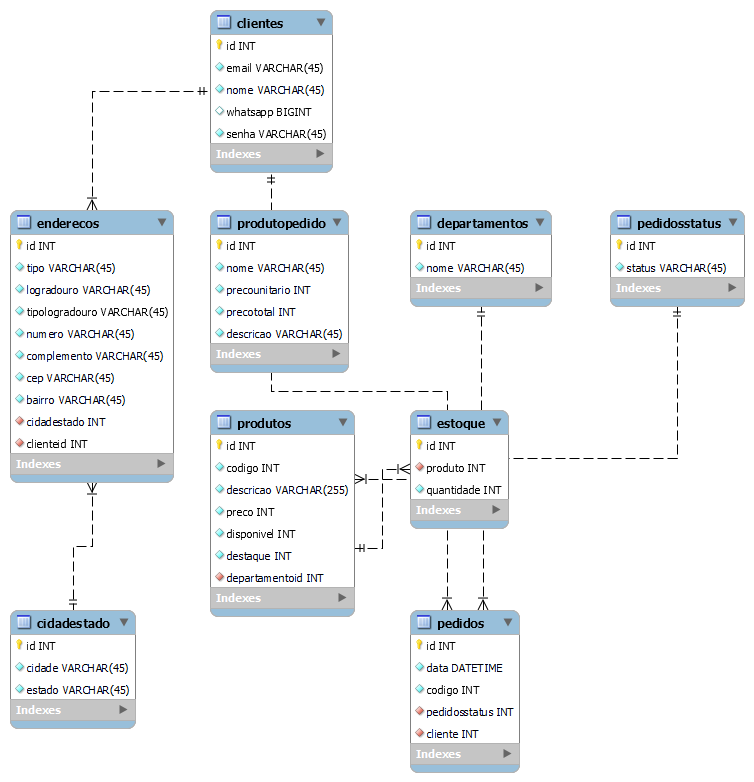 clientes
id INT
email VARCHAR(45)
nome VARCHAR(45)
whatsapp BIGINT
senha VARCHAR(45)
Indexes
enderecos
id INT
tipo VARCHAR(45)
logradouro VARCHAR(45)
tipologradouro VARCHAR(45)
numero VARCHAR(45)
complemento VARCHAR(45)
cep VARCHAR(45)
bairro VARCHAR(45)
cidadestado INT
clienteid INT
Indexes
produtopedido
id INT
nome VARCHAR(45)
precounitario INT
precototal INT
descricao VARCHAR(45)
Indexes
departamentos
id INT
nome VARCHAR(45)
Indexes
pedidosstatus
id INT
status VARCHAR(45)
Indexes
produtos
id INT
codigo INT
descricao VARCHAR(255)
preco INT
disponivel INT
destaque INT
departamentoid INT
Indexes
estoque
id INT
produto INT
quantidade INT
Indexes
cidadestado
id INT
cidade VARCHAR(45)
estado VARCHAR(45)
Indexes
pedidos
id INT
data DATETIME
codigo INT
pedidosstatus INT
cliente INT
Indexes